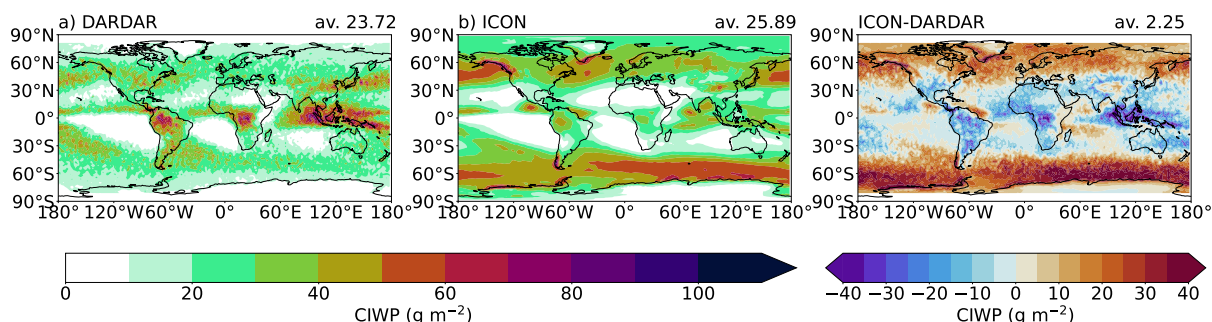 a) DARDAR av. 23.72
b) ICON av. 25.89
ICON-DARDAR av. 2.25
90°N 90°N 90°N
60°N 60°N 60°N
30°N 30°N 30°N
0° 0° 0°
30°S 30°S 30°S
60°S 60°S 60°S
90°S 90°S 90°S
180° 120°W 60°W 0° 60°E 120°E 180° 180° 120°W 60°W 0° 60°E 120°E 180° 180° 120°W 60°W 0° 60°E 120°E 180°
0 20 40 60 80 100
CIWP (g m⁻²)
−40 −30 −20 −10 0 10 20 30 40
CIWP (g m⁻²)